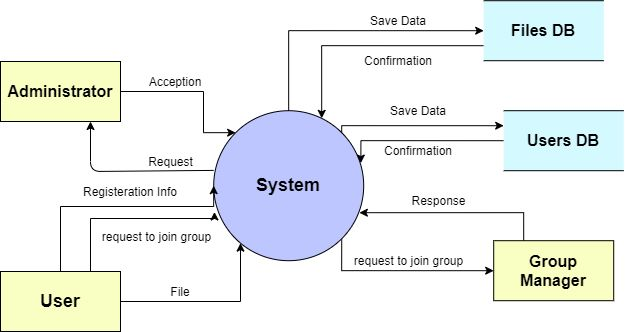 Save Data
Files DB
Confirmation
Acception
Administrator
Save Data
Users DB
Confirmation
Request
System
Registeration Info
Response
request to join group
request to join group
Group
Manager
User
File